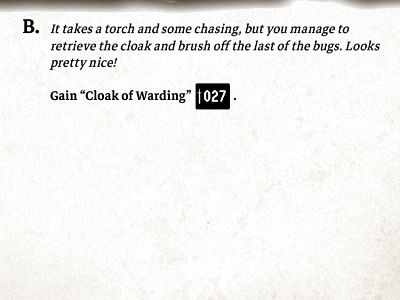 B. It takes a torch and some chasing, but you manage to
retrieve the cloak and brush off the last of the bugs. Looks
pretty nice!
Gain “Cloak of Warding” †027 .